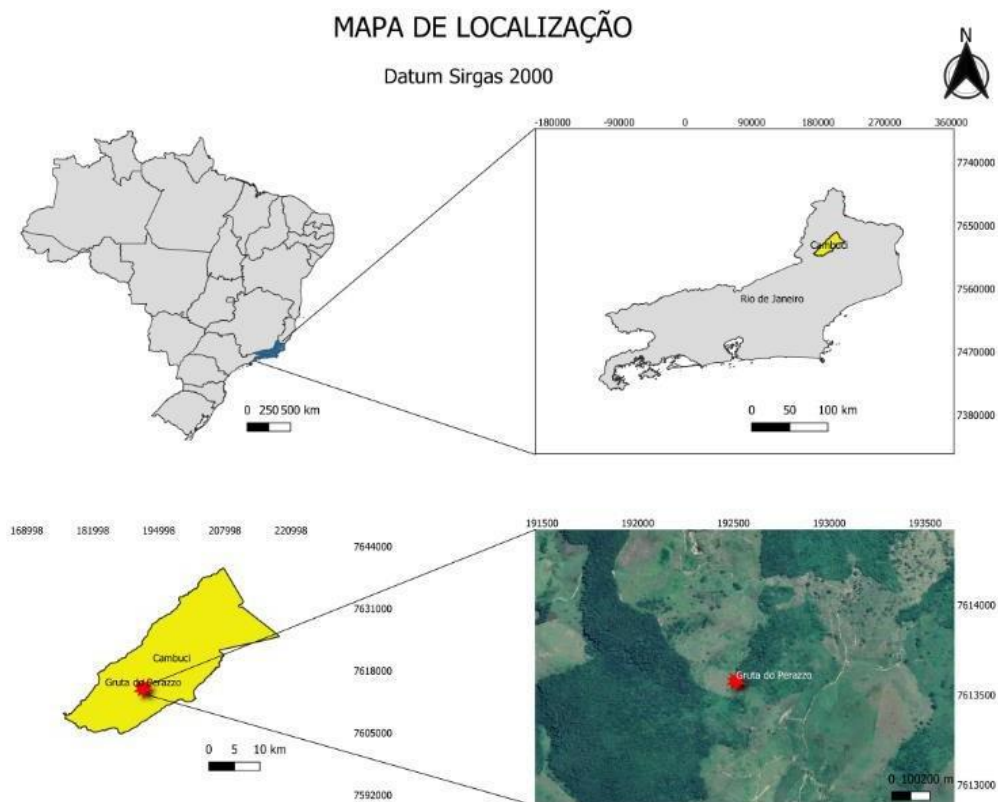 MAPA DE LOCALIZAÇÃO
Datum Sirgas 2000
N
-180000 -90000 0 90000 180000 270000 360000
7740000
7650000
7560000
7470000
7380000
Cambuci
Rio de Janeiro
0 250 500 km
0 50 100 km
168998 181998 194998 207998 220998
7644000
7631000
7618000
7605000
7592000
Cambuci
Gruta do Perazzo
0 5 10 km
191500 192000 192500 193000 193500
7614000
7613500
7613000
Gruta do Perazzo
0 100200 m